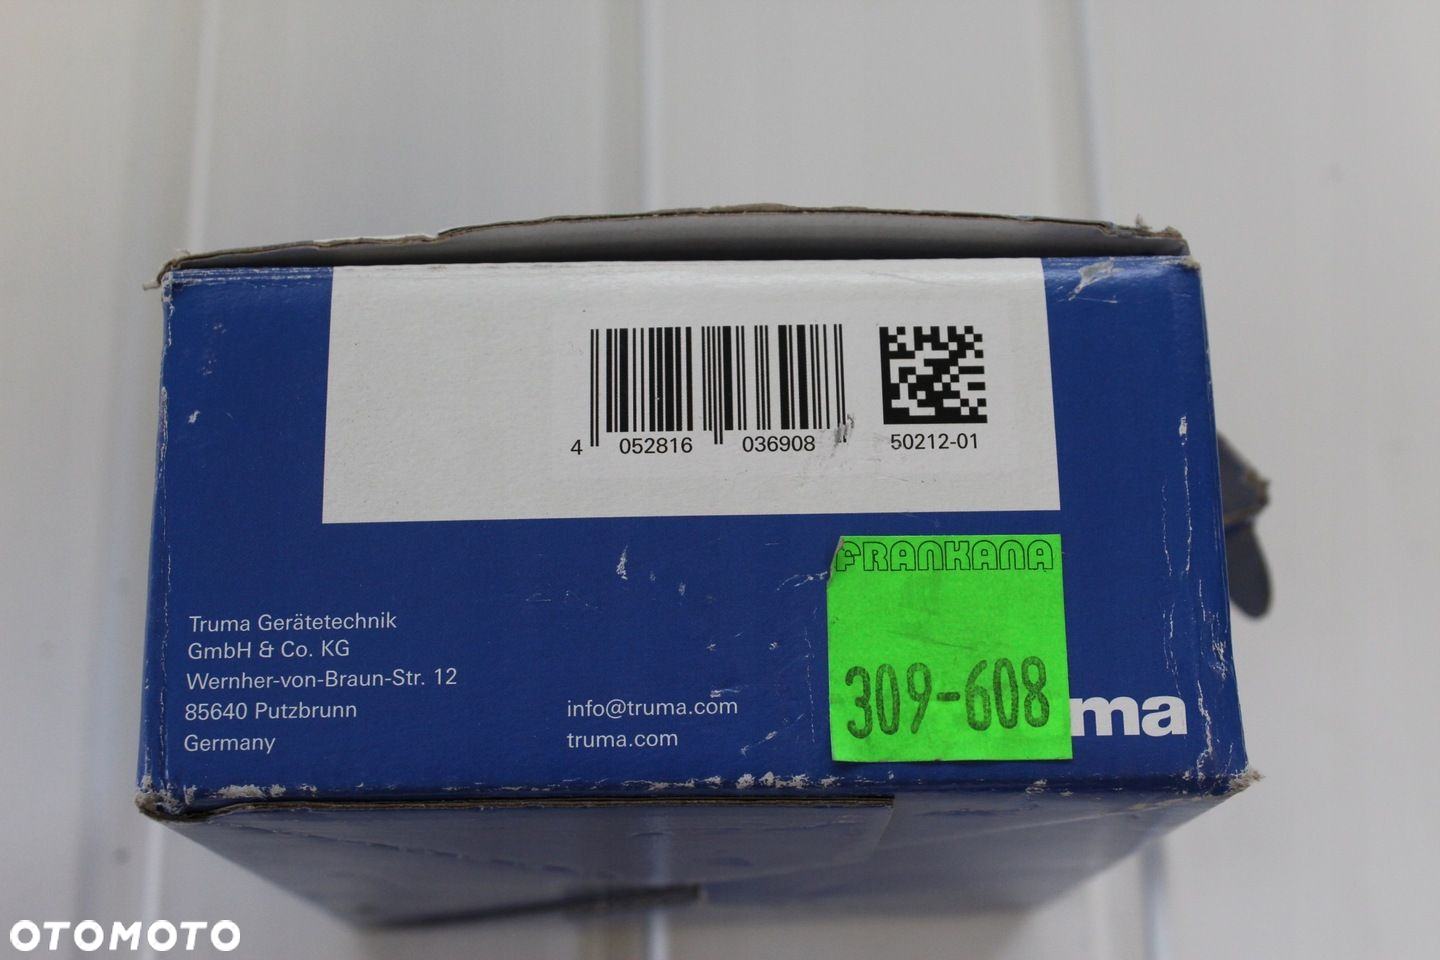 4 052816 036908
50212-01
FRANKANA
309-608
Truma Gerätetechnik
GmbH & Co. KG
Wernher-von-Braun-Str. 12
85640 Putzbrunn
Germany
info@truma.com
truma.com
ma
OTOMOTO